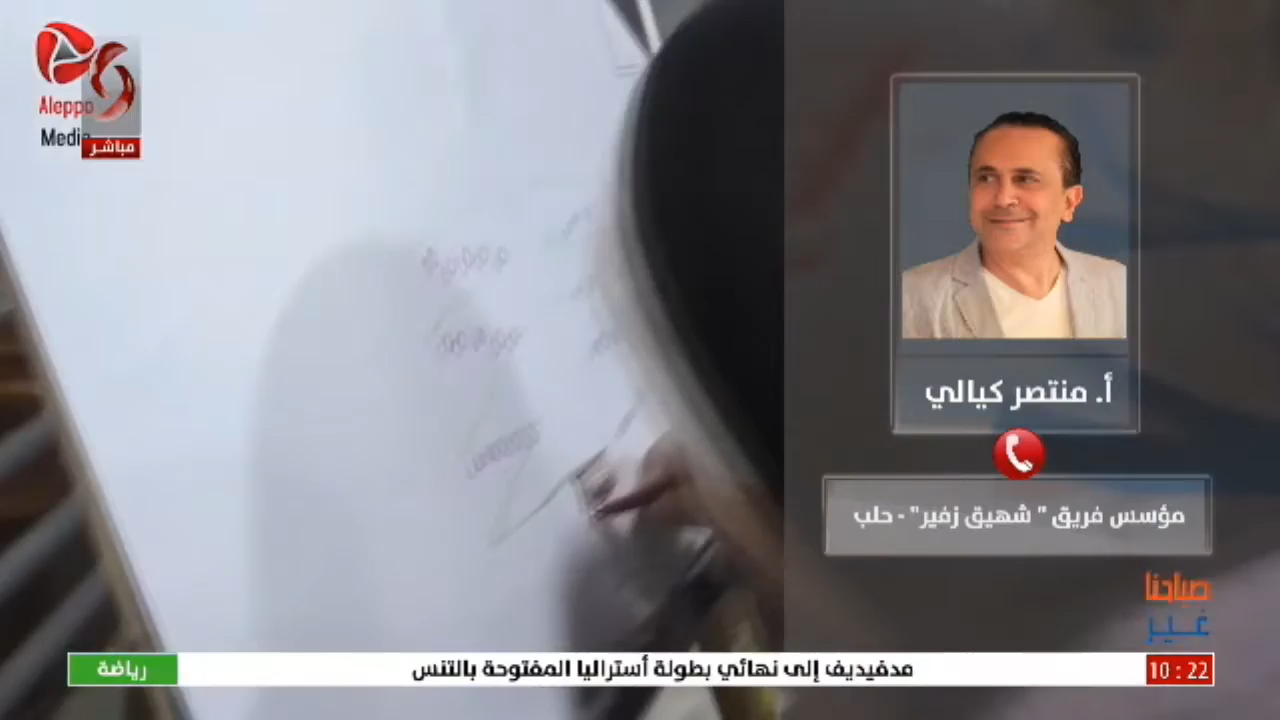 Aleppo
Media
مباشر
أ. منتصر كيالي
مؤسس فريق " شهيق زفير" - حلب
صباحنا
غير
رياضة
مدفيديف إلى نهائي بطولة أستراليا المفتوحة بالتنس
10 : 22